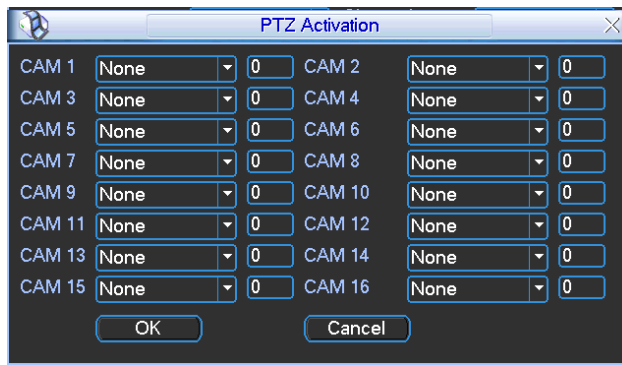 PTZ Activation
CAM 1 None 0 CAM 2 None 0
CAM 3 None 0 CAM 4 None 0
CAM 5 None 0 CAM 6 None 0
CAM 7 None 0 CAM 8 None 0
CAM 9 None 0 CAM 10 None 0
CAM 11 None 0 CAM 12 None 0
CAM 13 None 0 CAM 14 None 0
CAM 15 None 0 CAM 16 None 0
OK Cancel